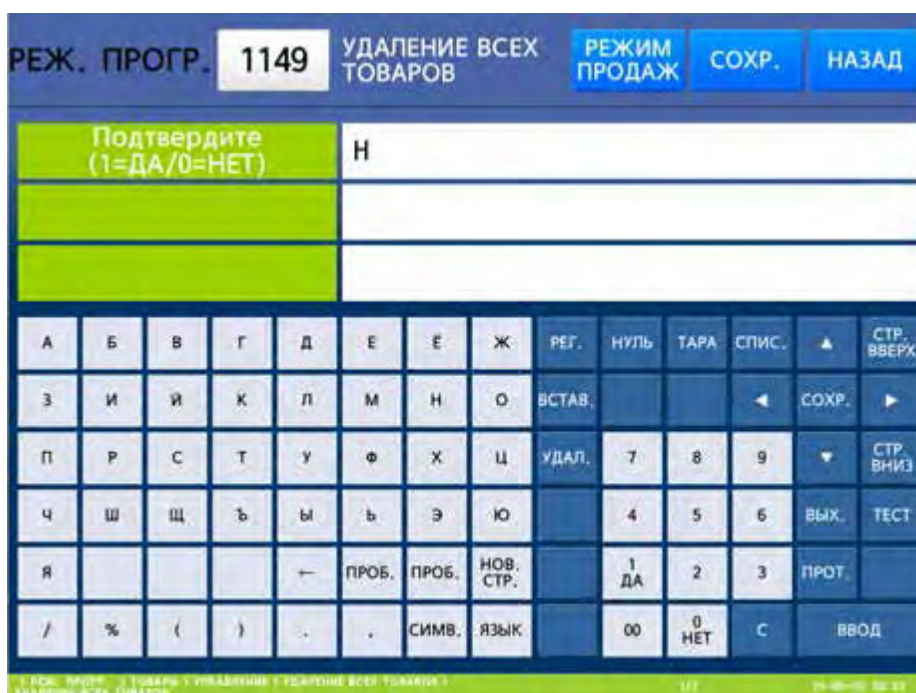 РЕЖ. ПРОГР. 1149 УДАЛЕНИЕ ВСЕХ ТОВАРОВ РЕЖИМ ПРОДАЖ СОХР. НАЗАД
Подтвердите
(1=ДА/0=НЕТ)
Н
А Б В Г Д Е Ё Ж РЕГ. НУЛЬ ТАРА СПИС. ▲ СТР. ВВЕРХ
З И Й К Л М Н О ВСТАВ. ◀ СОХР. ▶
П Р С Т У Ф Х Ц УДАЛ. 7 8 9 ▼ СТР. ВНИЗ
Ч Ш Щ Ъ Ы Ь Э Ю 4 5 6 ВЫХ. ТЕСТ
Я ← ПРОБ. ПРОБ. НОВ. СТР. 1 ДА 2 3 ПРОТ.
/ % ( ) . СИМВ. ЯЗЫК 00 0 НЕТ С ВВОД
1/1